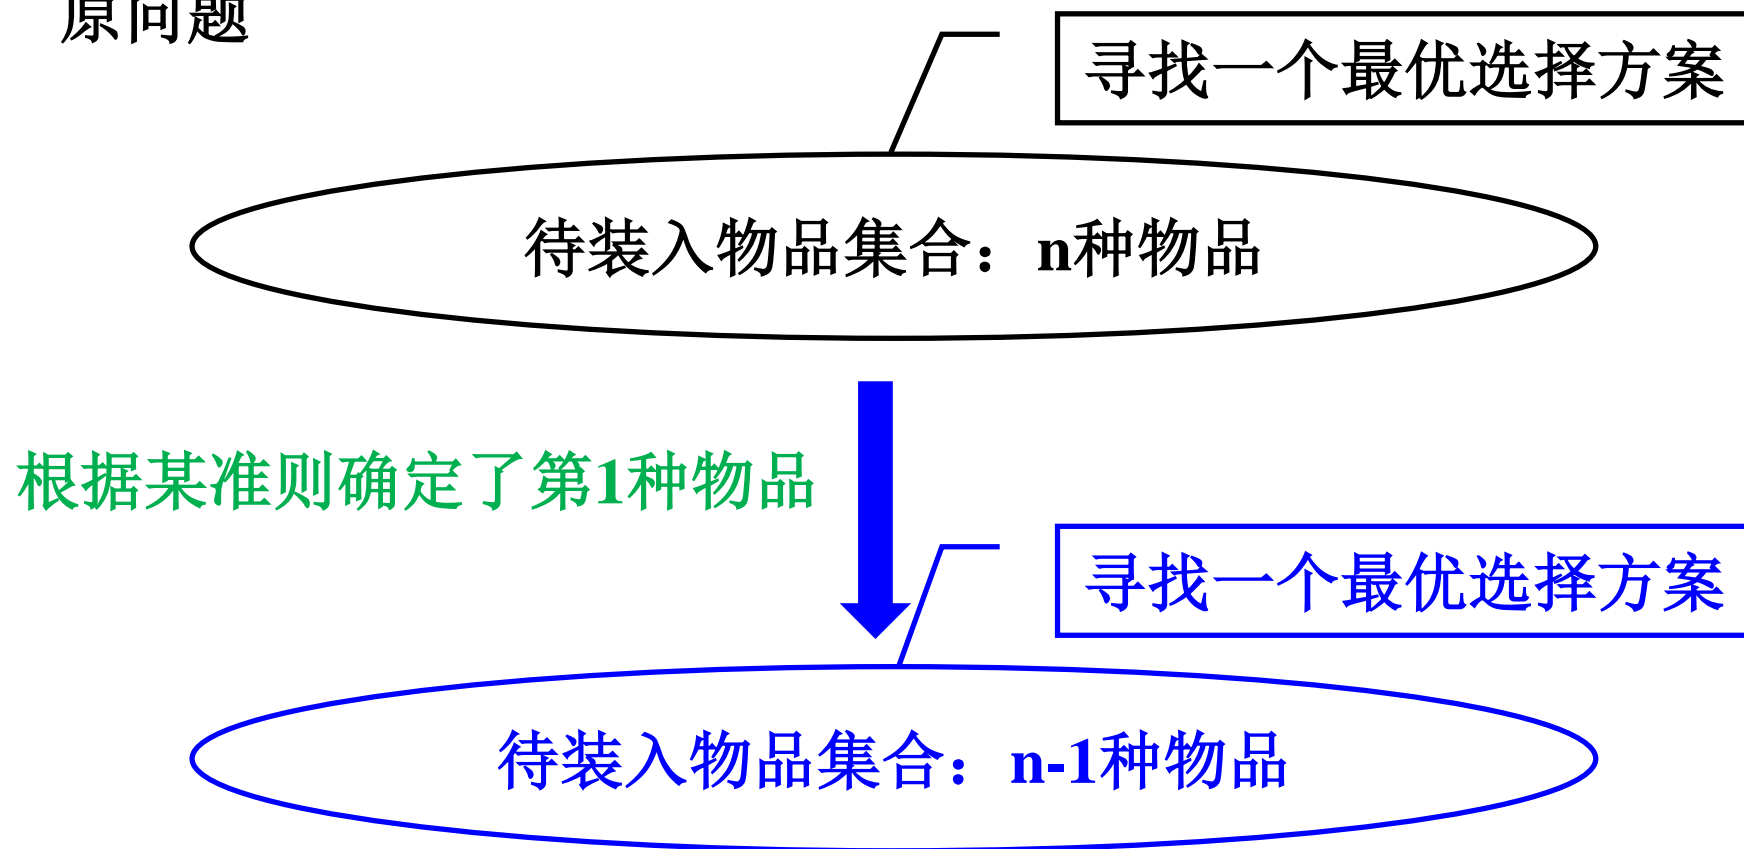 原问题
寻找一个最优选择方案
待装入物品集合：n种物品
根据某准则确定了第1种物品
寻找一个最优选择方案
待装入物品集合：n-1种物品